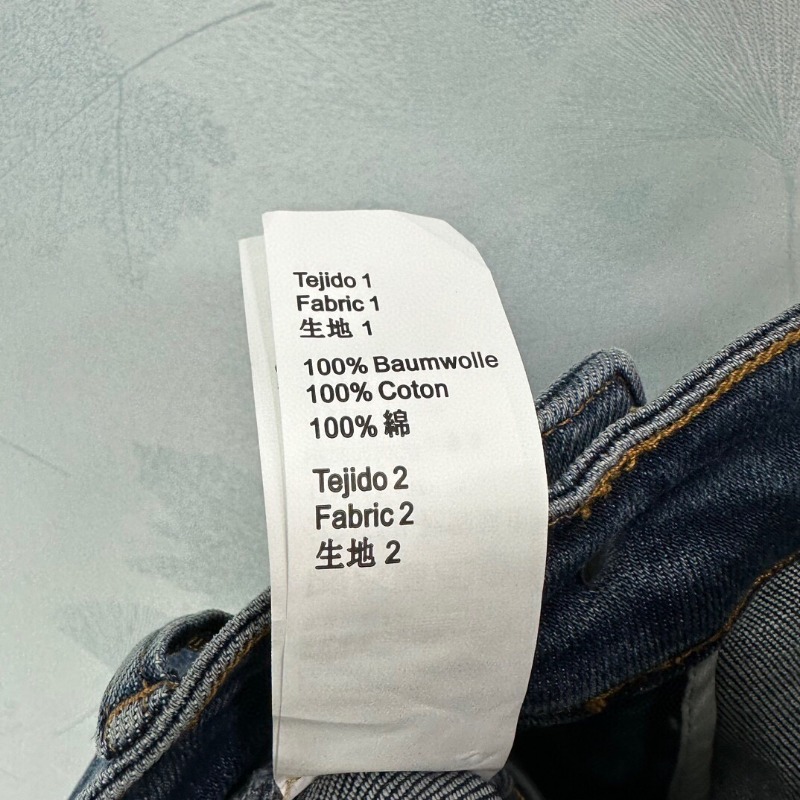 Tejido 1
Fabric 1
生地 1
100% Baumwolle
100% Coton
100% 綿
Tejido 2
Fabric 2
生地 2